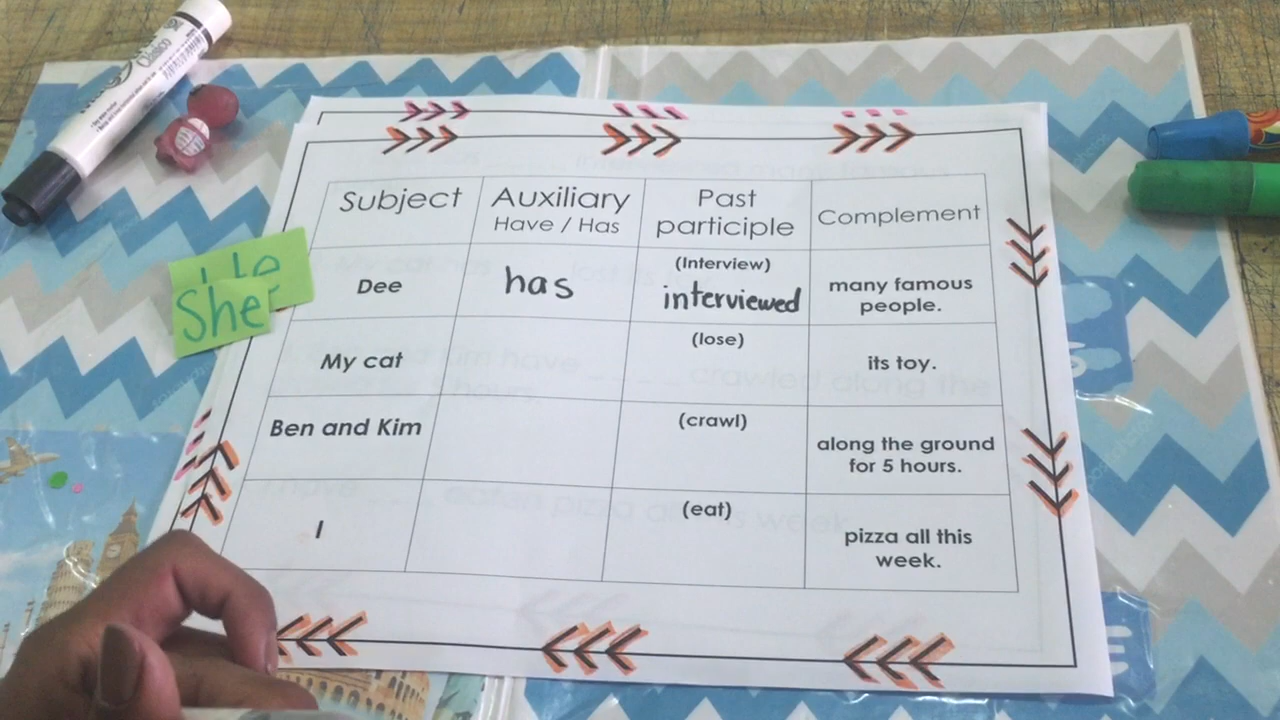 Subject
Auxiliary
Have / Has
Past
participle
Complement
He
She
Dee
has
(Interview)
interviewed
many famous
people.
My cat
(lose)
its toy.
Ben and Kim
(crawl)
along the ground
for 5 hours.
I
(eat)
pizza all this
week.